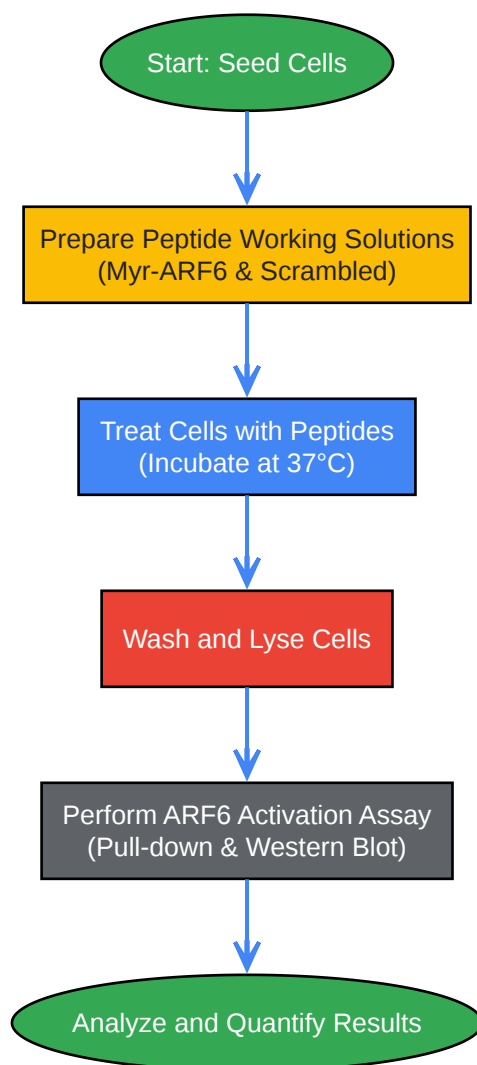 Start: Seed Cells
Prepare Peptide Working Solutions
(Myr-ARF6 & Scrambled)
Treat Cells with Peptides
(Incubate at 37°C)
Wash and Lyse Cells
Perform ARF6 Activation Assay
(Pull-down & Western Blot)
Analyze and Quantify Results